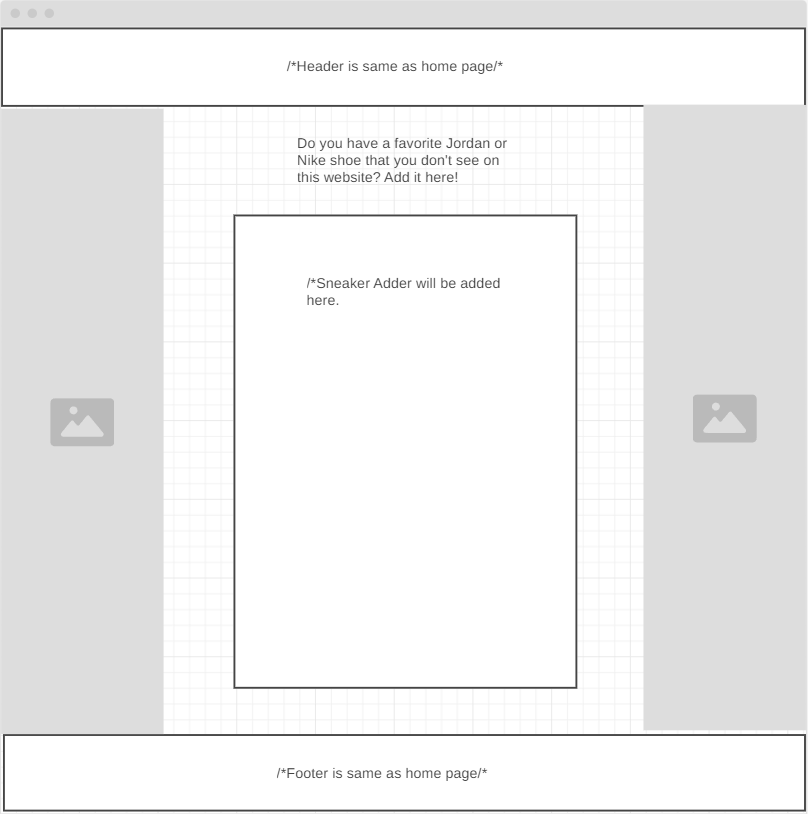 /*Header is same as home page/*
Do you have a favorite Jordan or
Nike shoe that you don't see on
this website? Add it here!
/*Sneaker Adder will be added
here.
/*Footer is same as home page/*